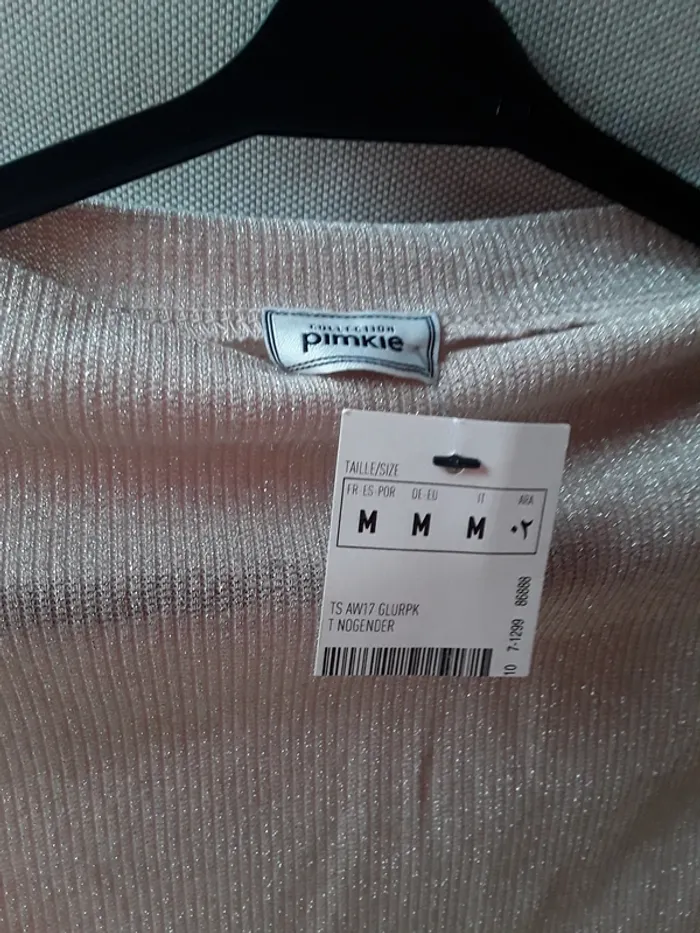 COLLECTION
pimkie
TAILLE/SIZE
FR-ES-POR DE-EU IT ARA
M M M ٠٢
TS AW17 GLURPK
T NOGENDER
10 7-1299 86888